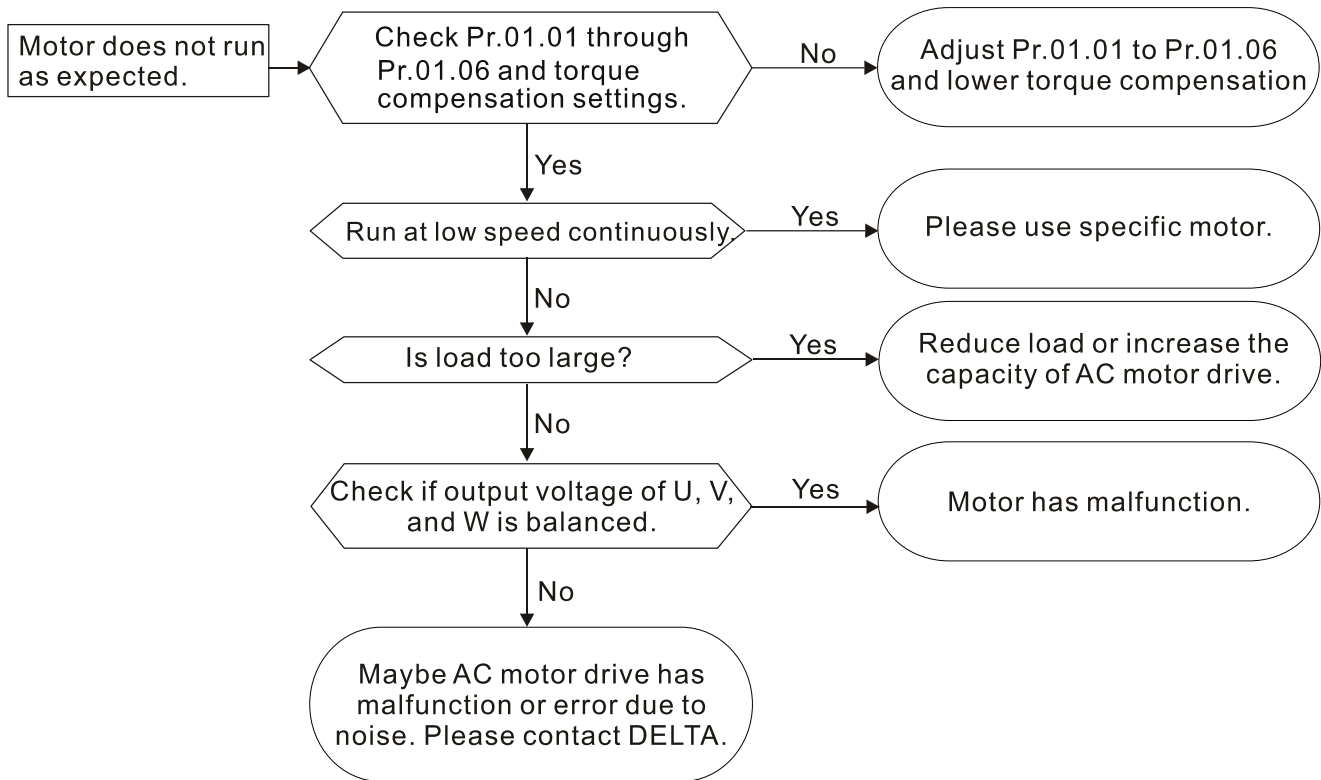 Motor does not run
as expected.
Check Pr.01.01 through
Pr.01.06 and torque
compensation settings.
No
Adjust Pr.01.01 to Pr.01.06
and lower torque compensation
Yes
Run at low speed continuously.
Yes
Please use specific motor.
No
Is load too large?
Yes
Reduce load or increase the
capacity of AC motor drive.
No
Check if output voltage of U, V,
and W is balanced.
Yes
Motor has malfunction.
No
Maybe AC motor drive has
malfunction or error due to
noise. Please contact DELTA.